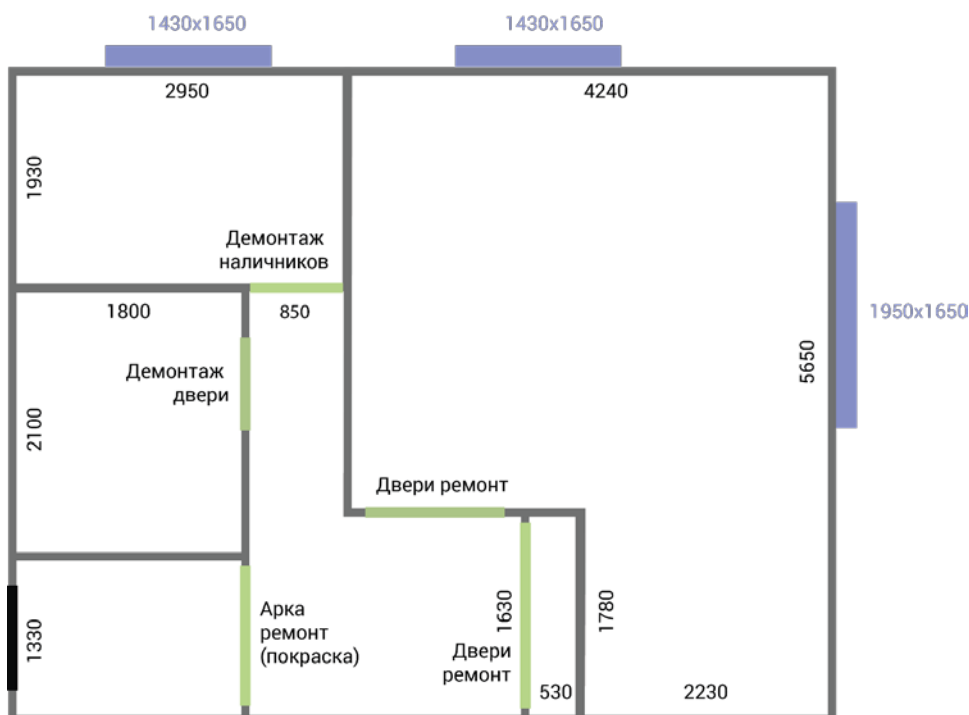 1430x1650
1430x1650
2950
4240
1930
Демонтаж
наличников
1800
850
1950x1650
5650
Демонтаж
двери
2100
Двери ремонт
1330
Арка
ремонт
(покраска)
1630
1780
Двери
ремонт
530
2230